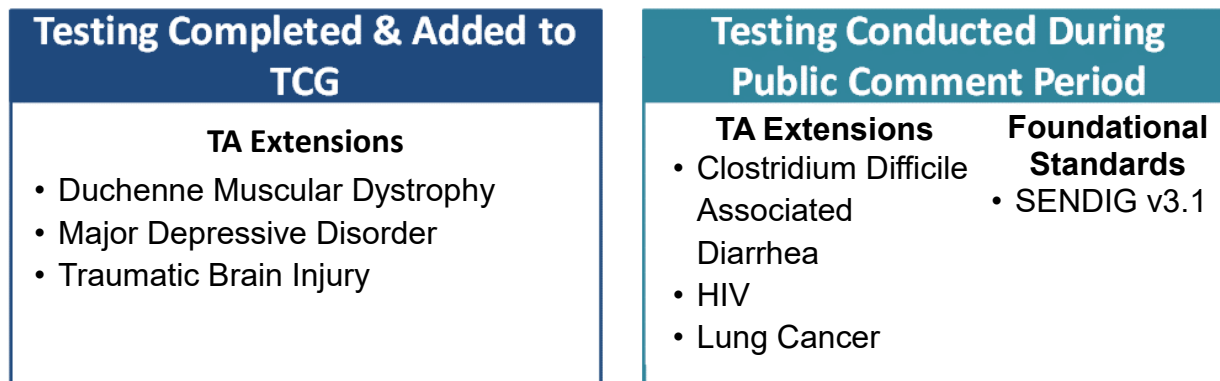 Testing Completed & Added to
TCG
TA Extensions
• Duchenne Muscular Dystrophy
• Major Depressive Disorder
• Traumatic Brain Injury
Testing Conducted During
Public Comment Period
TA Extensions
• Clostridium Difficile
Associated
Diarrhea
• HIV
• Lung Cancer
Foundational
Standards
• SENDIG v3.1